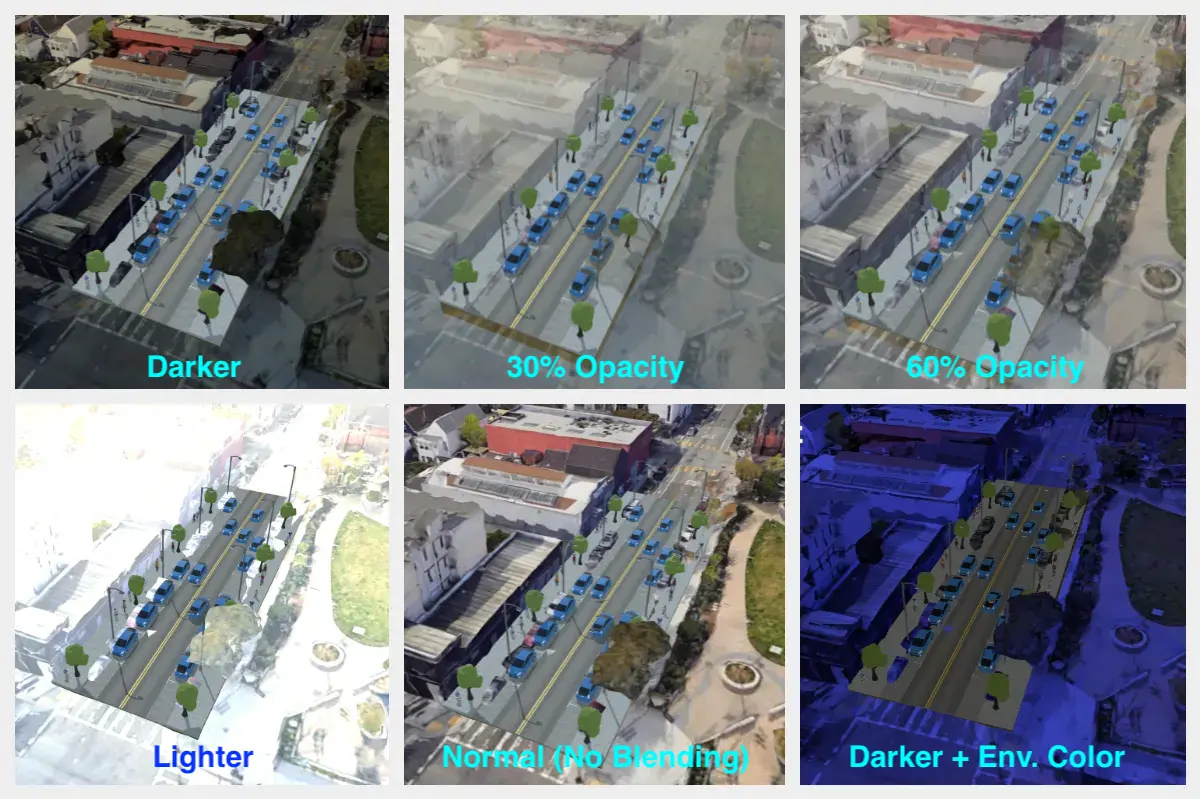 Darker
30% Opacity
60% Opacity
Lighter
Normal (No Blending)
Darker + Env. Color